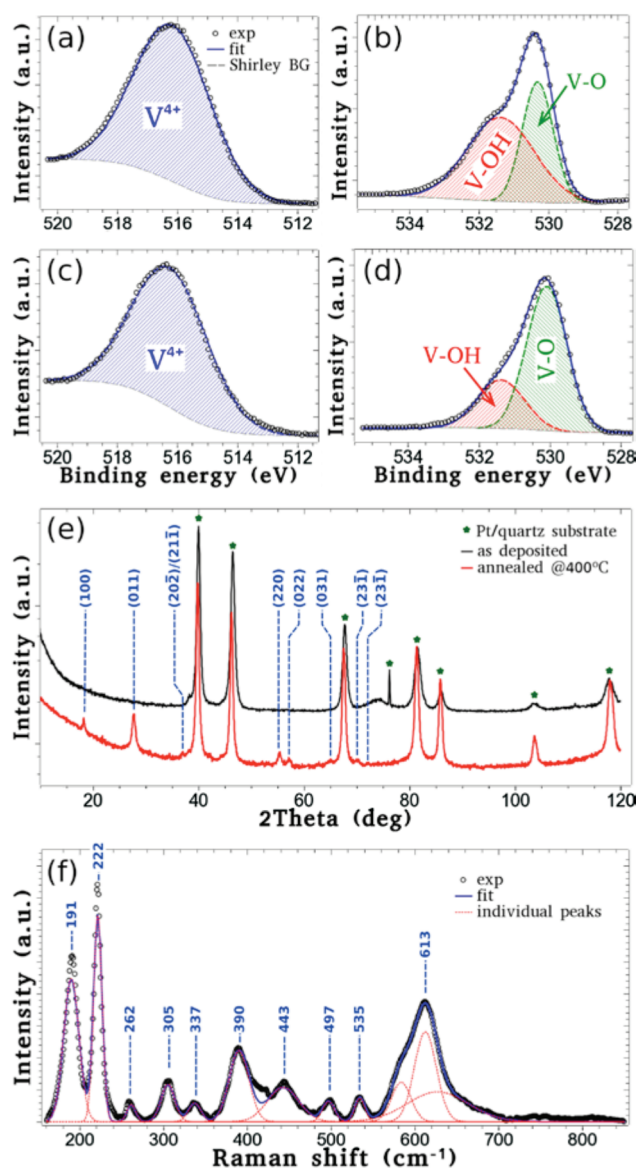 (a)
exp
fit
Shirley BG
V⁴⁺
Intensity (a.u.)
520 518 516 514 512
(b)
V-O
V-OH
Intensity (a.u.)
534 532 530 528
(c)
V⁴⁺
Intensity (a.u.)
520 518 516 514 512
Binding energy (eV)
(d)
V-OH
V-O
Intensity (a.u.)
534 532 530 528
Binding energy (eV)
(e)
Pt/quartz substrate
as deposited
annealed @400°C
(100)
(011)
(202̄)/(211̄)
(220)
(022)
(031)
(231̄)
(231̄)
Intensity (a.u.)
20 40 60 80 100 120
2Theta (deg)
(f)
exp
fit
individual peaks
191
222
262
305
337
390
443
497
535
613
Intensity (a.u.)
200 300 400 500 600 700 800
Raman shift (cm⁻¹)